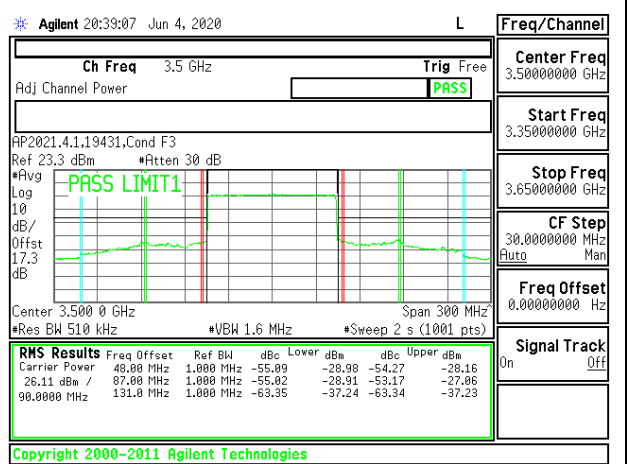 Agilent 20:39:07 Jun 4, 2020 L
Freq/Channel
Ch Freq 3.5 GHz Trig Free
Adj Channel Power PASS
Center Freq
3.50000000 GHz
Start Freq
3.35000000 GHz
Stop Freq
3.65000000 GHz
CF Step
30.0000000 MHz
Auto Man
Freq Offset
0.00000000 Hz
Signal Track
On Off
AP2021.4.1,19431,Cond F3
Ref 23.3 dBm #Atten 30 dB
#Avg
Log
10
dB/
Offst
17.3
dB
PASS LIMIT1
Center 3.500 0 GHz Span 300 MHz^
#Res BW 510 kHz #VBW 1.6 MHz #Sweep 2 s (1001 pts)
RMS Results Freq Offset Ref BW dBc Lower dBm dBc Upper dBm
Carrier Power 48.00 MHz 1.000 MHz -55.09 -28.98 -54.27 -28.16
26.11 dBm / 87.00 MHz 1.000 MHz -55.02 -28.91 -53.17 -27.06
90.0000 MHz 131.0 MHz 1.000 MHz -63.35 -37.24 -63.34 -37.23
Copyright 2000-2011 Agilent Technologies